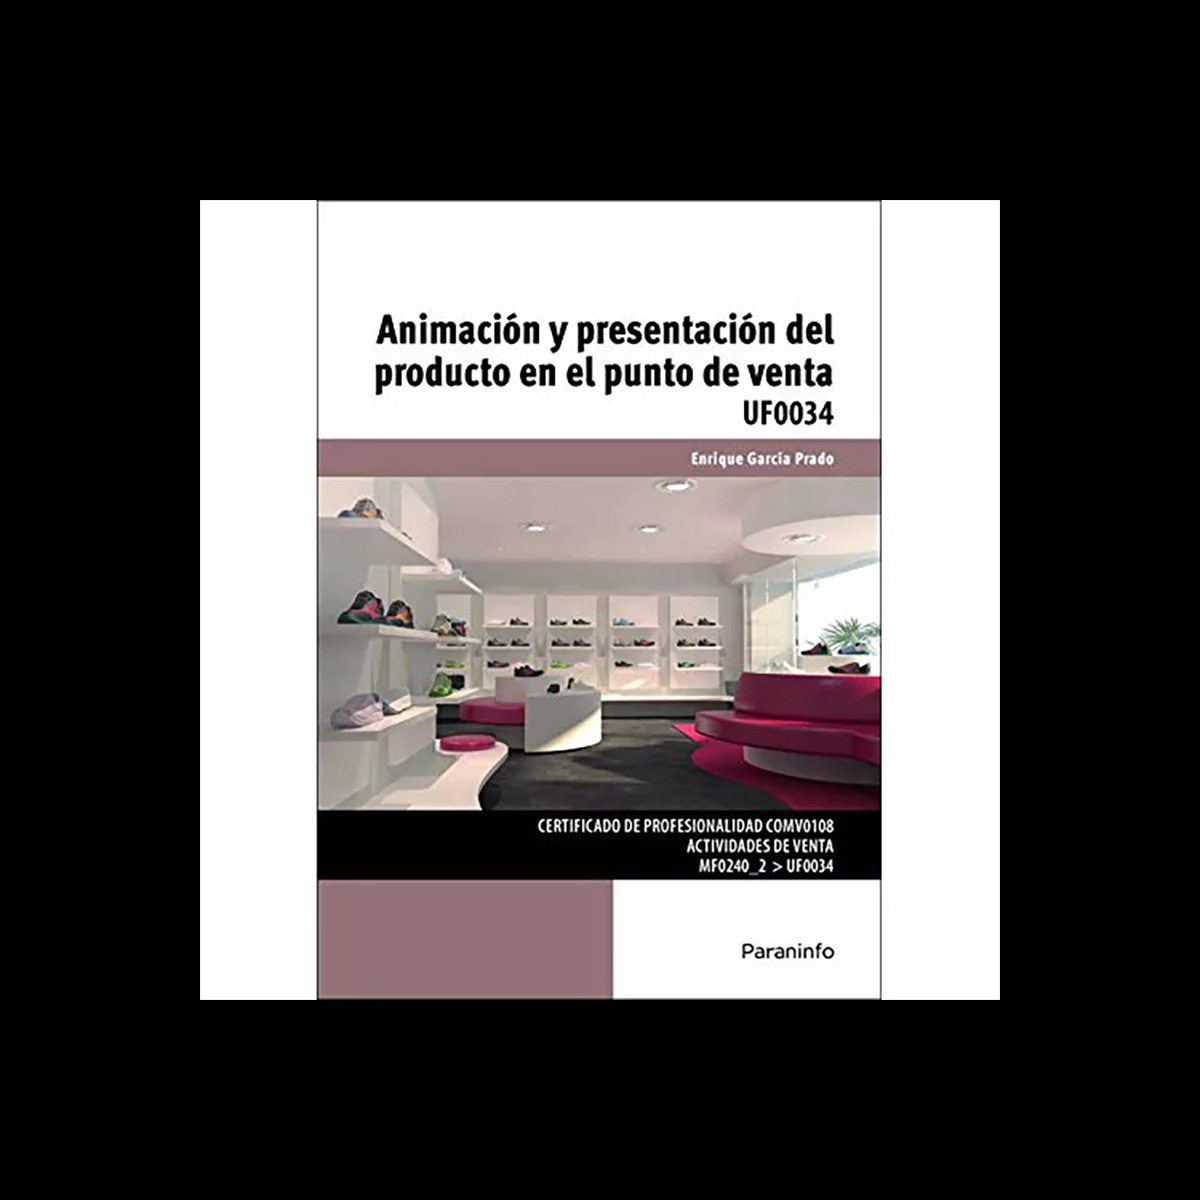 Animación y presentación del
producto en el punto de venta
UF0034
Enrique García Prado
CERTIFICADO DE PROFESIONALIDAD COMV0108
ACTIVIDADES DE VENTA
MF0240_2 > UF0034
Paraninfo